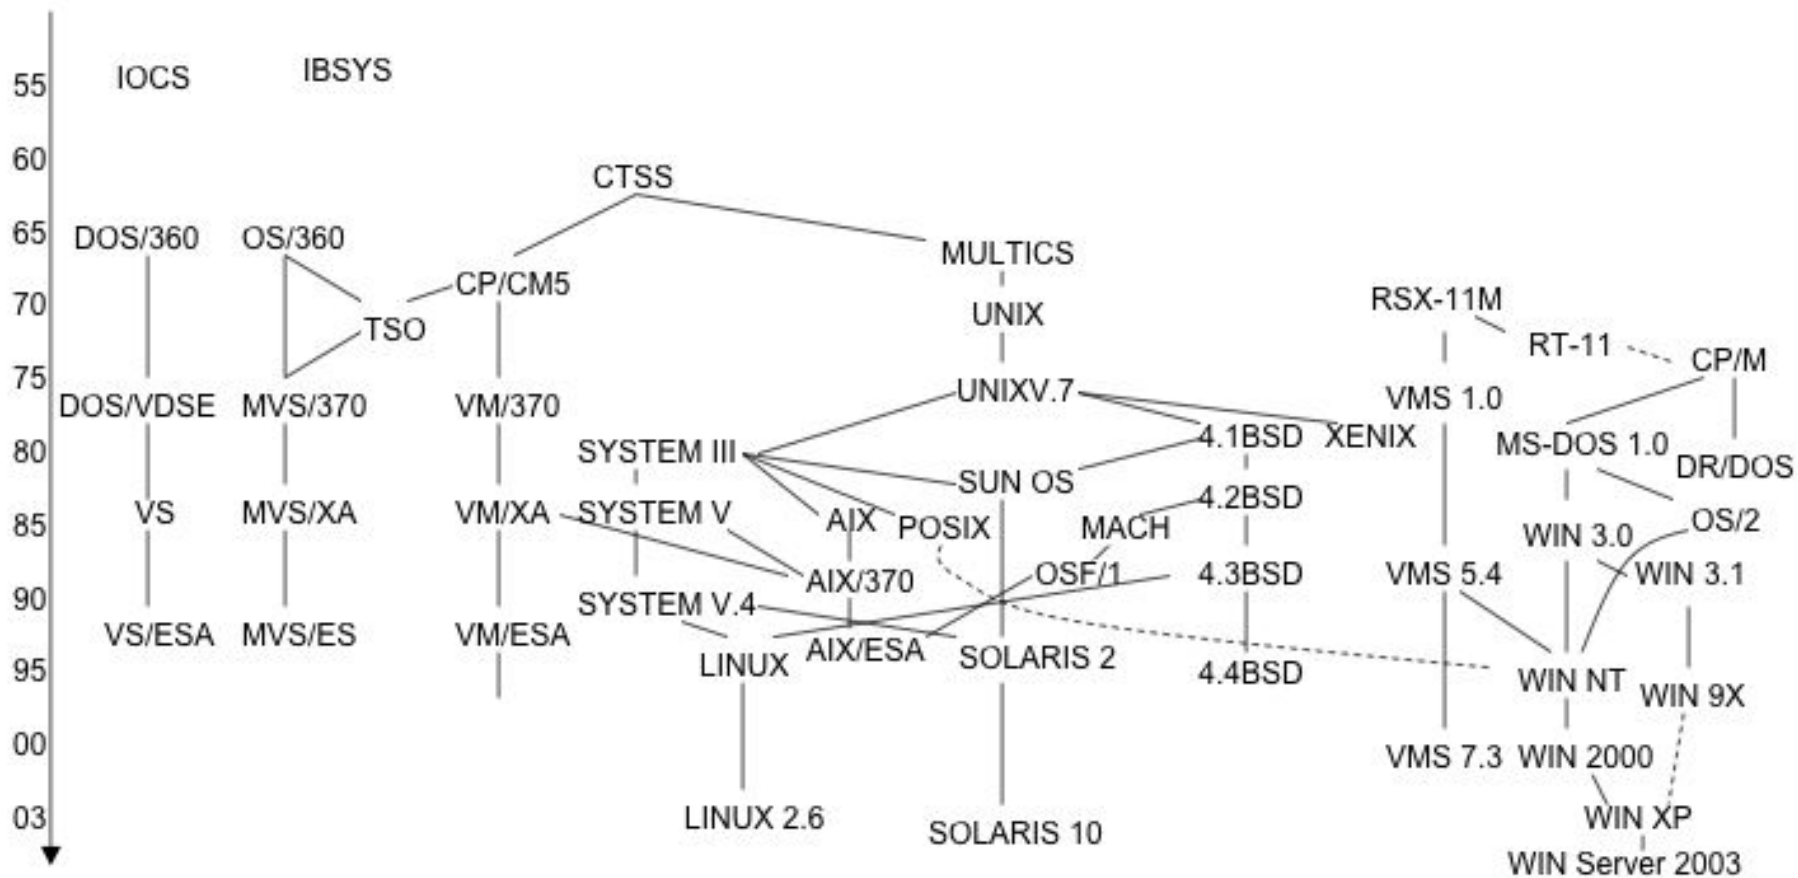 55
IOCS
IBSYS
60
CTSS
65
DOS/360
OS/360
MULTICS
CP/CM5
70
TSO
UNIX
RSX-11M
RT-11
CP/M
75
DOS/VDSE
MVS/370
VM/370
UNIXV.7
VMS 1.0
80
SYSTEM III
4.1BSD
XENIX
MS-DOS 1.0
SUN OS
DR/DOS
VS
MVS/XA
VM/XA
SYSTEM V
4.2BSD
85
AIX
POSIX
MACH
WIN 3.0
OS/2
AIX/370
OSF/1
4.3BSD
VMS 5.4
WIN 3.1
90
SYSTEM V.4
VS/ESA
MVS/ES
VM/ESA
AIX/ESA
95
LINUX
SOLARIS 2
4.4BSD
WIN NT
WIN 9X
00
VMS 7.3
WIN 2000
03
LINUX 2.6
SOLARIS 10
WIN XP
WIN Server 2003